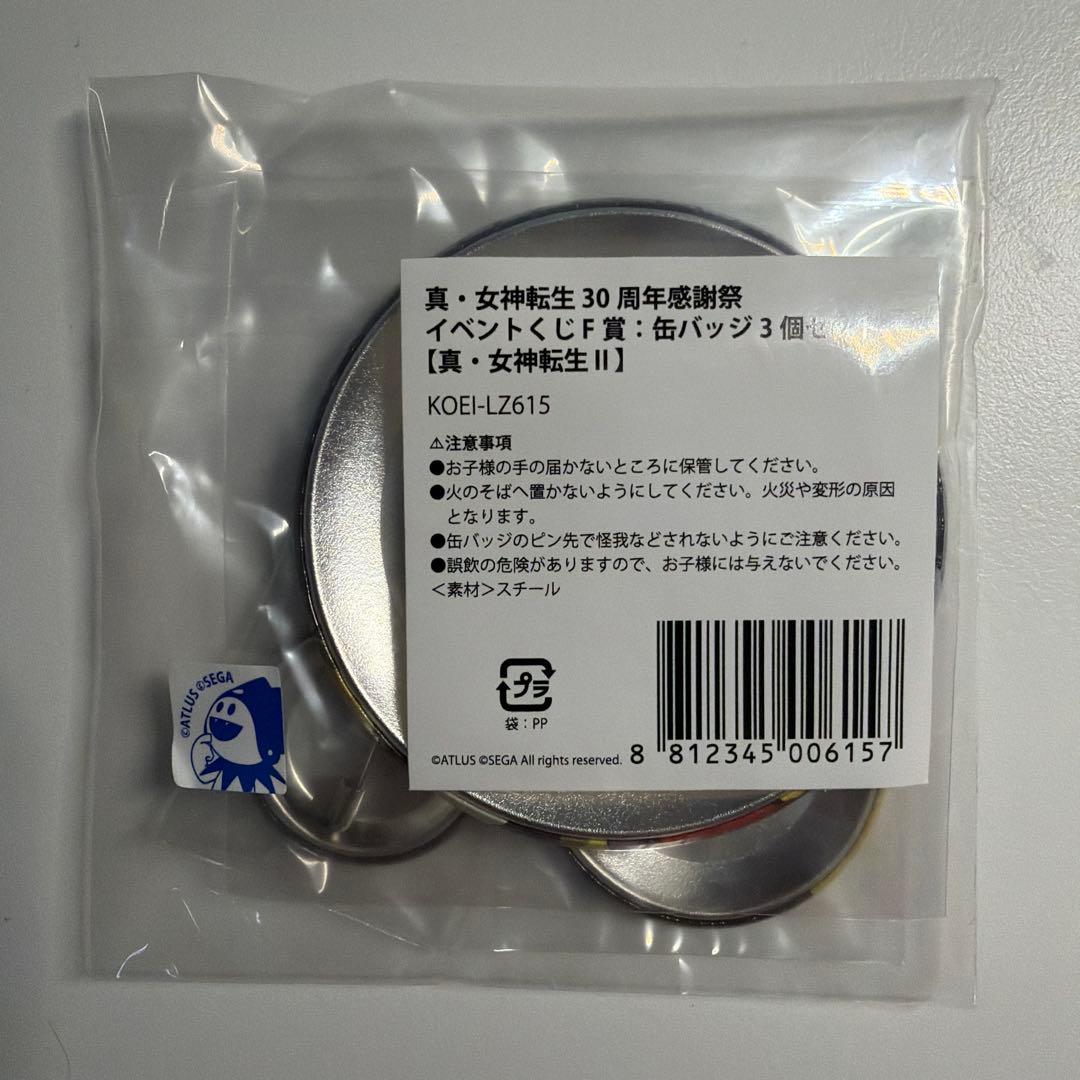 真・女神転生 30 周年感謝祭
イベントくじ F 賞：缶バッジ 3 個セ
【真・女神転生Ⅱ】
KOEI-LZ615
⚠注意事項
●お子様の手の届かないところに保管してください。
●火のそばへ置かないようにしてください。火災や変形の原因
となります。
●缶バッジのピン先で怪我などされないようにご注意ください。
●誤飲の危険がありますので、お子様には与えないでください。
＜素材＞スチール
プラ
袋：PP
©ATLUS ©SEGA All rights reserved.
8 812345 006157
©ATLUS ©SEGA